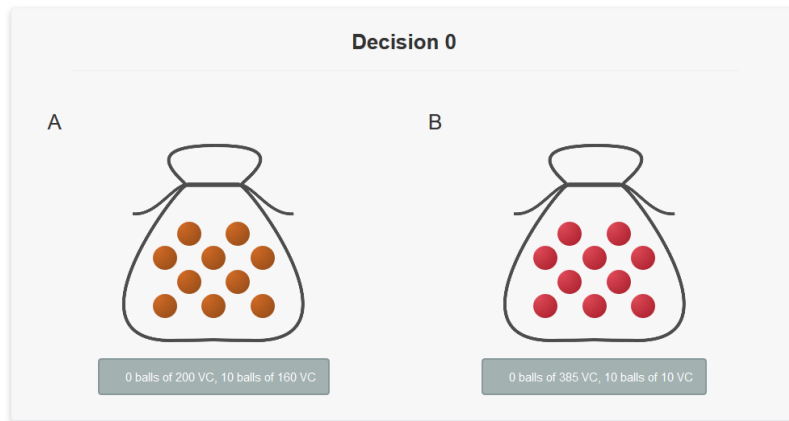 Decision 0
A
B
0 balls of 200 VC, 10 balls of 160 VC
0 balls of 385 VC, 10 balls of 10 VC